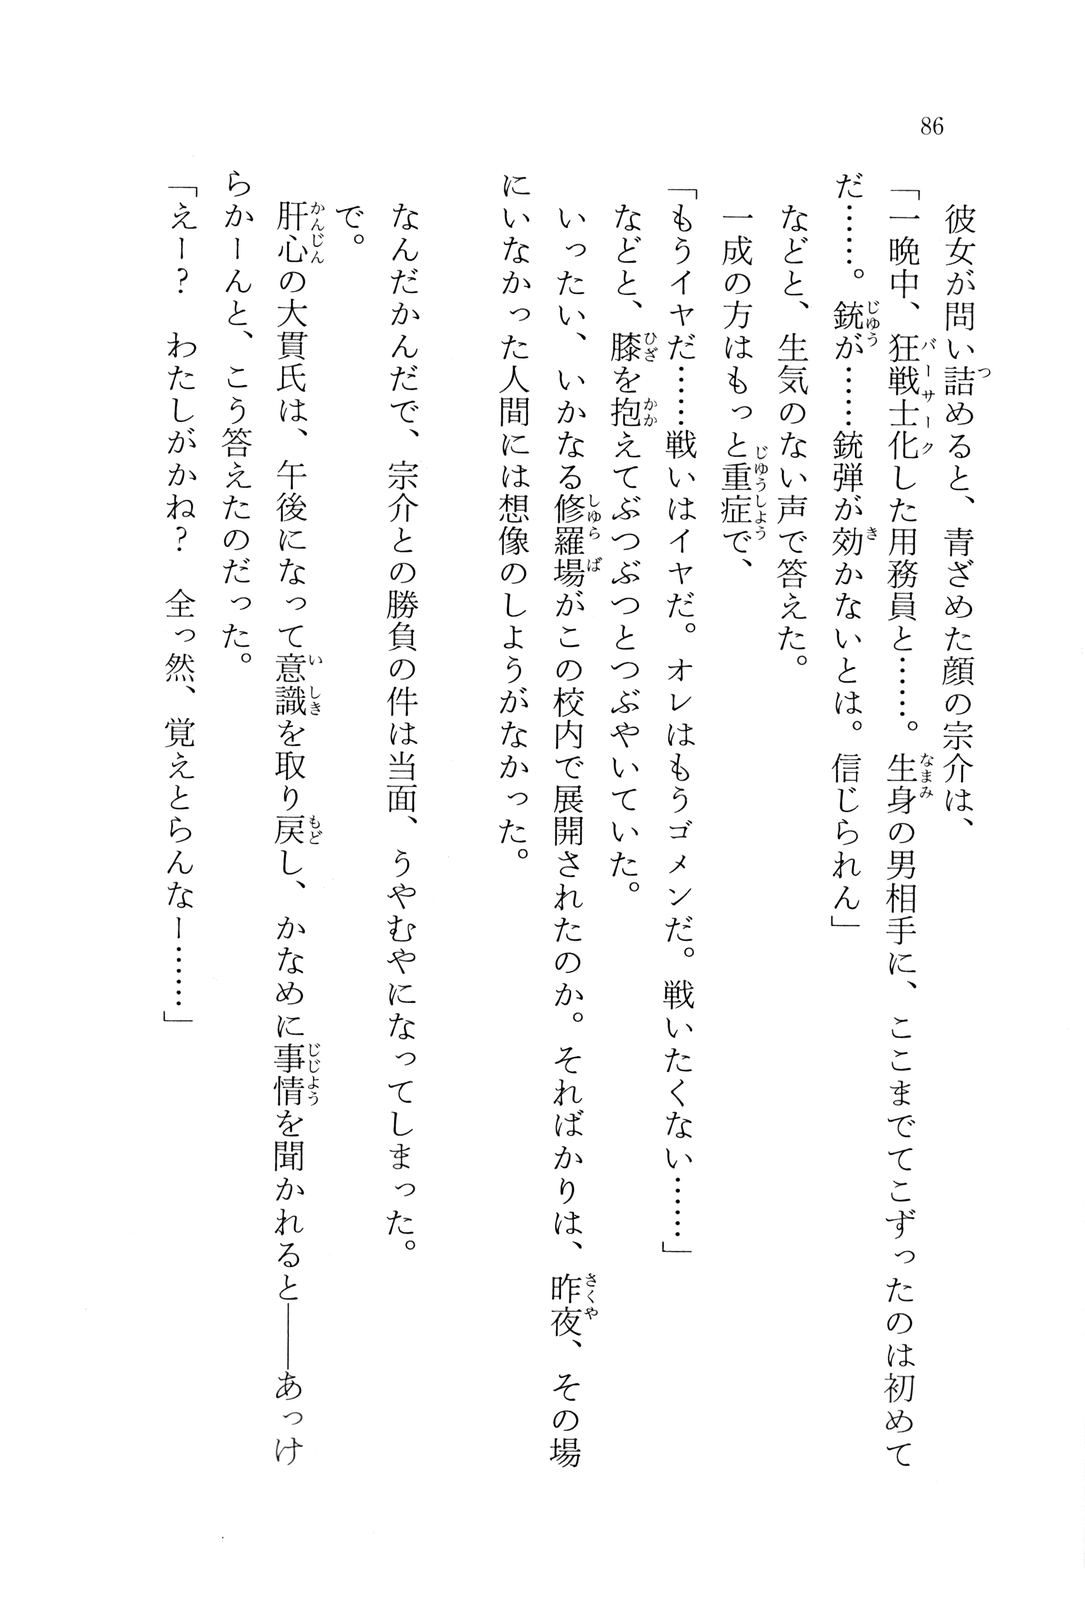 86
彼女が問い詰めると、青ざめた顔の宗介は、
「一晩中、狂戦士化した用務員と……。生身の男相手に、ここまでてこずったのは初めて
だ……。銃が……銃弾が効かないとは。信じられん」
などと、生気のない声で答えた。
一成の方はもっと重症で、
「もうイヤだ……戦いはイヤだ。オレはもうゴメンだ。戦いたくない……」
などと、膝を抱えてぶつぶつとつぶやいていた。
いったい、いかなる修羅場がこの校内で展開されたのか。そればかりは、昨夜、その場
にいなかった人間には想像のしようがなかった。
なんだかんだで、宗介との勝負の件は当面、うやむやになってしまった。
で。
肝心の大貫氏は、午後になって意識を取り戻し、かなめに事情を聞かれると――あっけ
らかーんと、こう答えたのだった。
「えー？　わたしがかね？　全っ然、覚えとらんなー……」